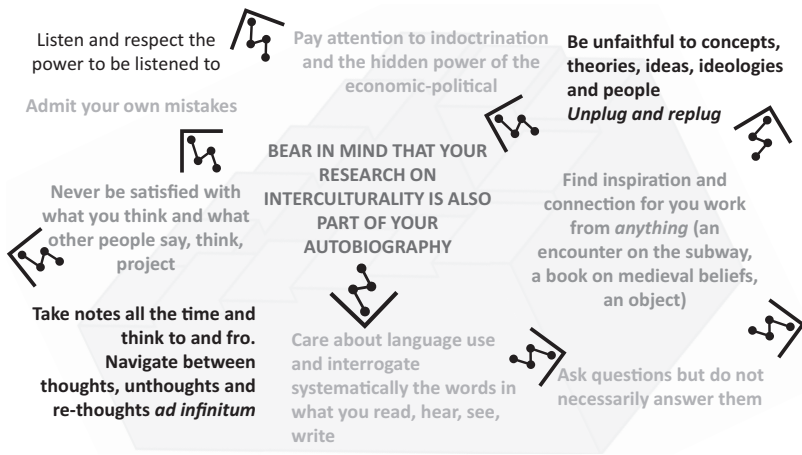 Listen and respect the
power to be listened to
Pay attention to indoctrination
and the hidden power of the
economic-political
Be unfaithful to concepts,
theories, ideas, ideologies
and people
Unplug and replug
Admit your own mistakes
BEAR IN MIND THAT YOUR
RESEARCH ON
INTERCULTURALITY IS ALSO
PART OF YOUR
AUTOBIOGRAPHY
Never be satisfied with
what you think and what
other people say, think,
project
Find inspiration and
connection for you work
from anything (an
encounter on the subway,
a book on medieval beliefs,
an object)
Take notes all the time and
think to and fro.
Navigate between
thoughts, unthoughts and
re-thoughts ad infinitum
Care about language use
and interrogate
systematically the words in
what you read, hear, see,
write
Ask questions but do not
necessarily answer them